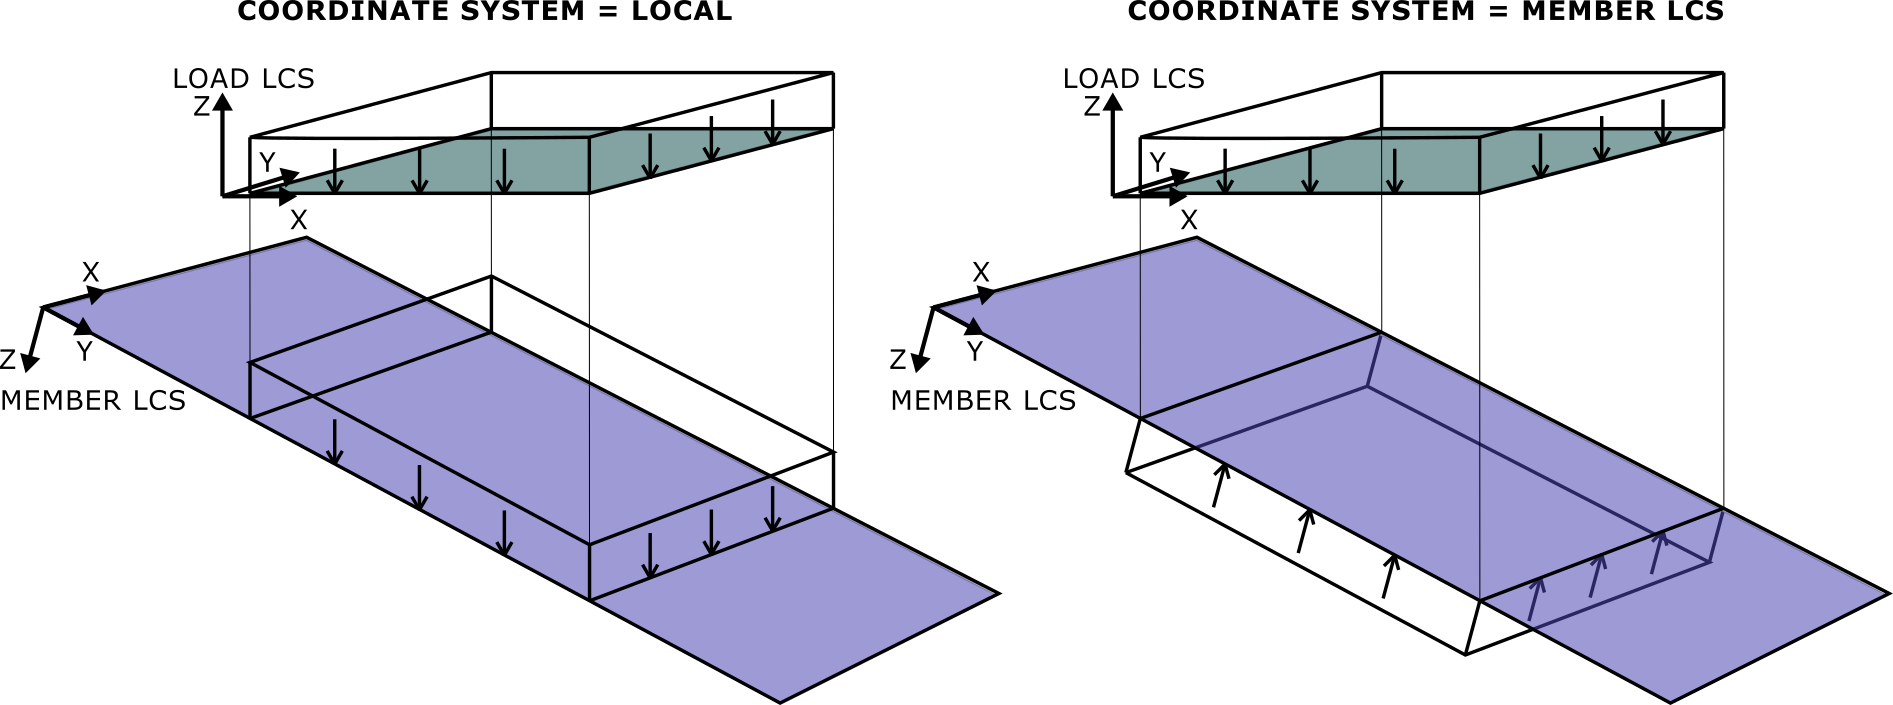 COORDINATE SYSTEM = LOCAL
LOAD LCS
Z
Y
X
X
Y
Z
MEMBER LCS
COORDINATE SYSTEM = MEMBER LCS
LOAD LCS
Z
Y
X
X
Y
Z
MEMBER LCS